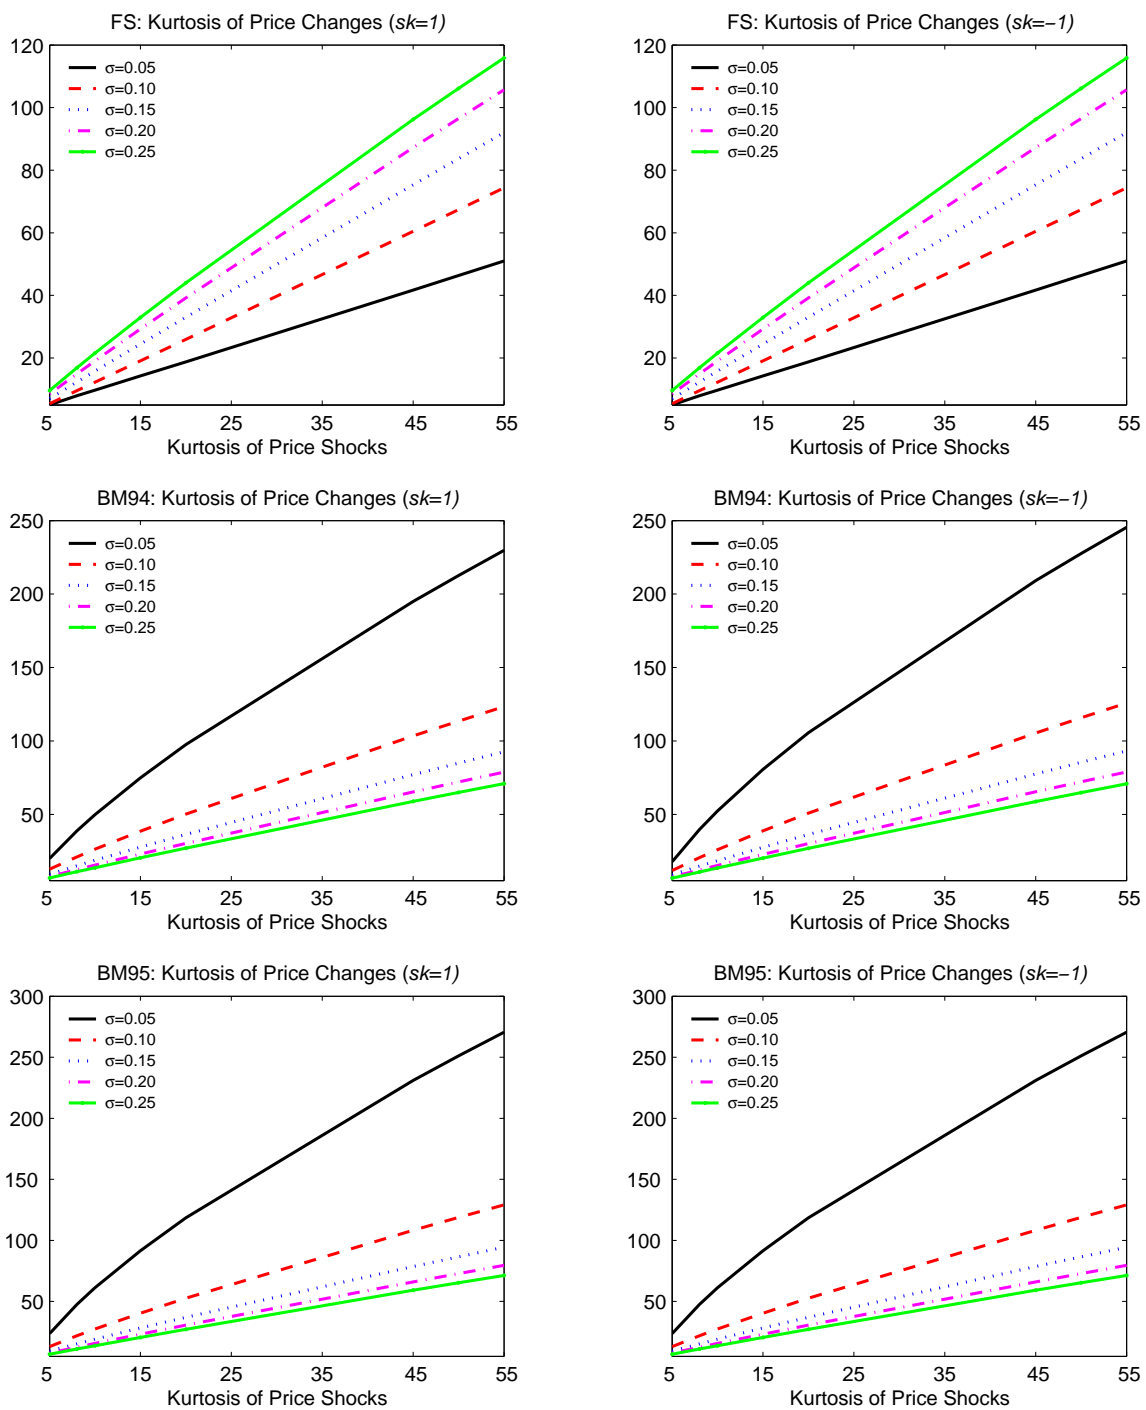 FS: Kurtosis of Price Changes (sk=1)
120
100
80
60
40
20
σ=0.05
σ=0.10
σ=0.15
σ=0.20
σ=0.25
5 15 25 35 45 55
Kurtosis of Price Shocks
FS: Kurtosis of Price Changes (sk=−1)
120
100
80
60
40
20
σ=0.05
σ=0.10
σ=0.15
σ=0.20
σ=0.25
5 15 25 35 45 55
Kurtosis of Price Shocks
BM94: Kurtosis of Price Changes (sk=1)
250
200
150
100
50
σ=0.05
σ=0.10
σ=0.15
σ=0.20
σ=0.25
5 15 25 35 45 55
Kurtosis of Price Shocks
BM94: Kurtosis of Price Changes (sk=−1)
250
200
150
100
50
σ=0.05
σ=0.10
σ=0.15
σ=0.20
σ=0.25
5 15 25 35 45 55
Kurtosis of Price Shocks
BM95: Kurtosis of Price Changes (sk=1)
300
250
200
150
100
50
σ=0.05
σ=0.10
σ=0.15
σ=0.20
σ=0.25
5 15 25 35 45 55
Kurtosis of Price Shocks
BM95: Kurtosis of Price Changes (sk=−1)
300
250
200
150
100
50
σ=0.05
σ=0.10
σ=0.15
σ=0.20
σ=0.25
5 15 25 35 45 55
Kurtosis of Price Shocks